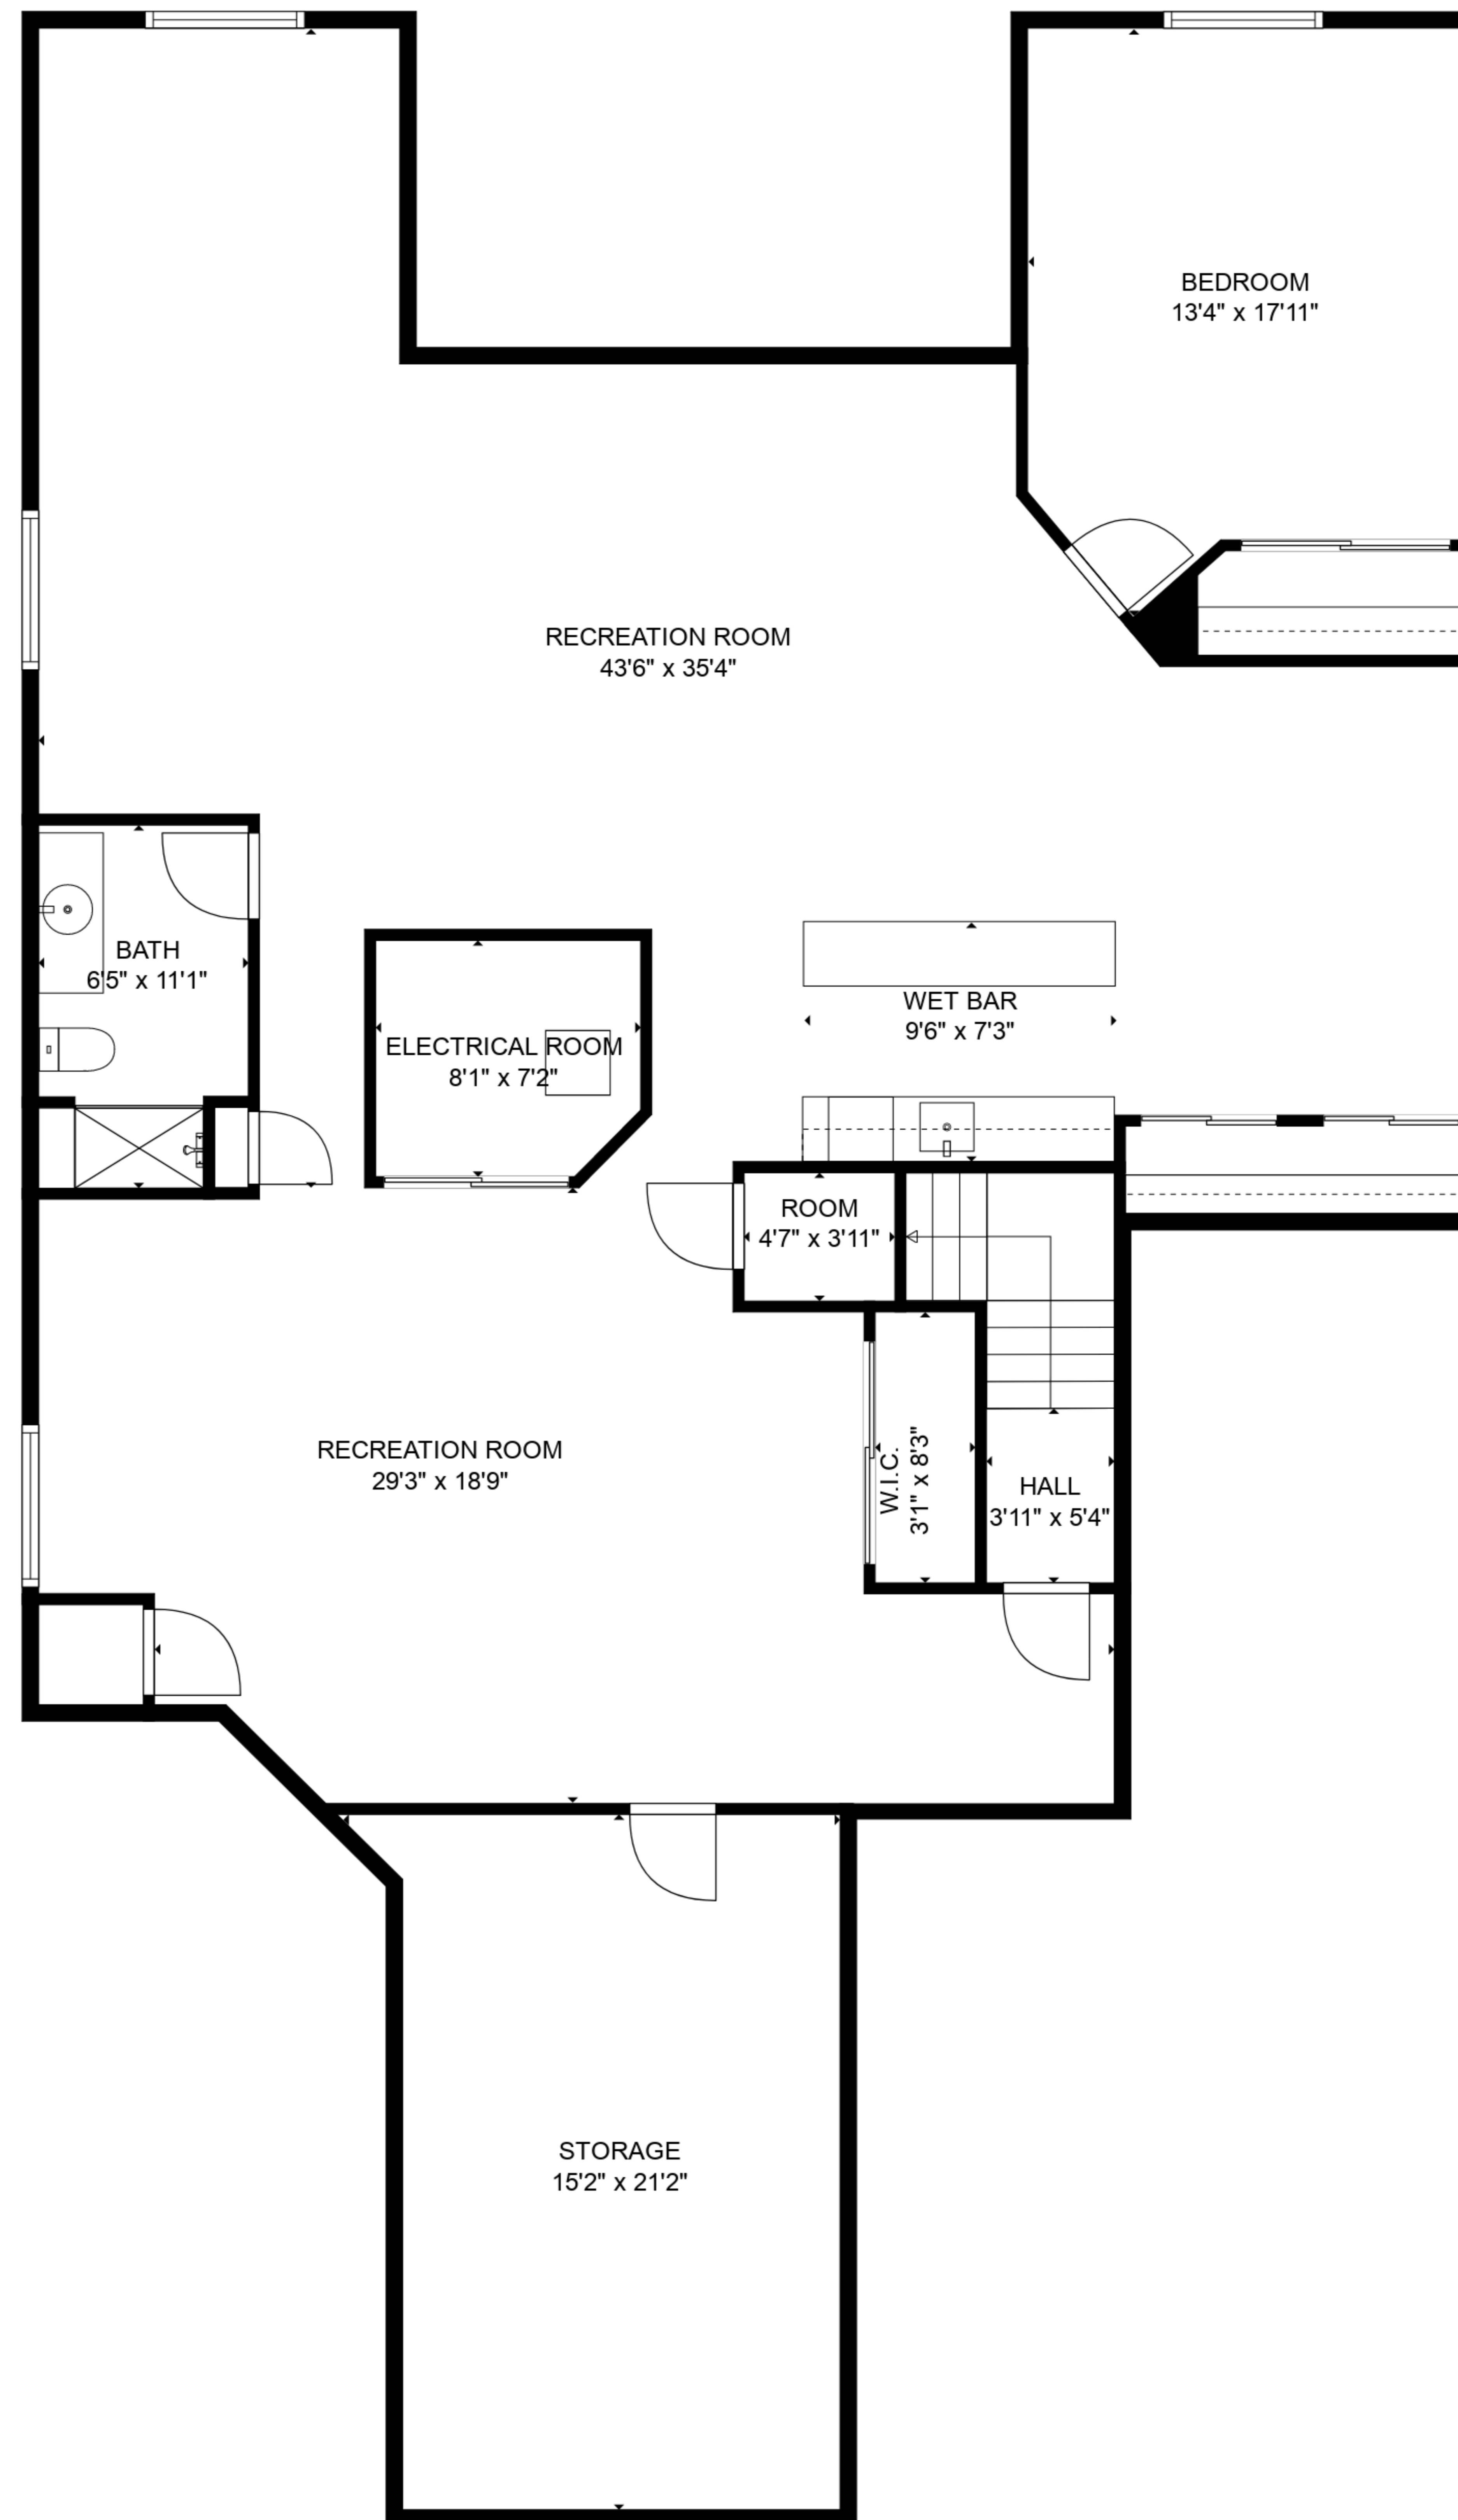 BEDROOM
13'4" x 17'11"
RECREATION ROOM
43'6" x 35'4"
BATH
6'5" x 11'1"
ELECTRICAL ROOM
8'1" x 7'2"
WET BAR
9'6" x 7'3"
ROOM
4'7" x 3'11"
RECREATION ROOM
29'3" x 18'9"
W.I.C.
3'1" x 8'3"
HALL
3'11" x 5'4"
STORAGE
15'2" x 21'2"